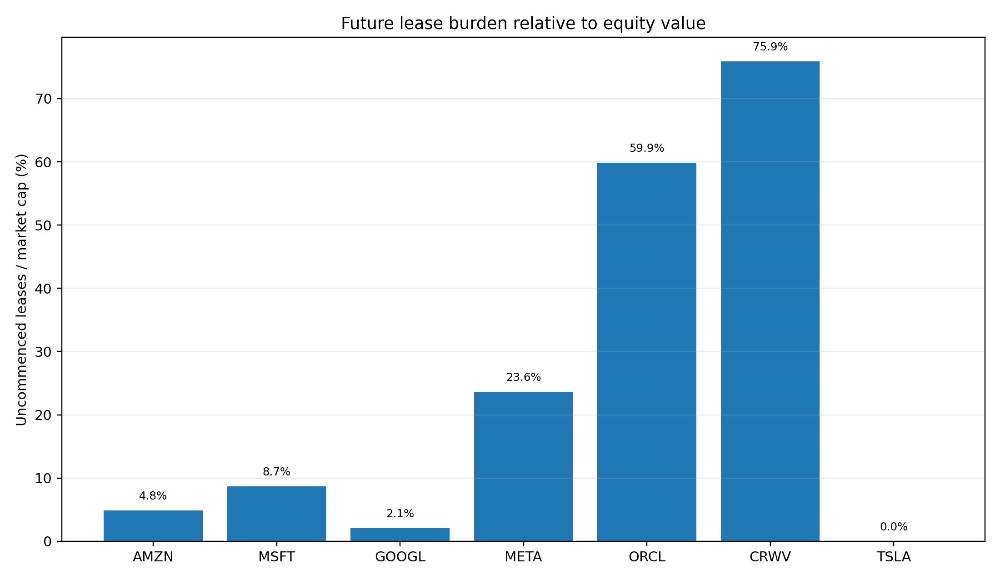 Future lease burden relative to equity value
Uncommenced leases / market cap (%)
70
60
50
40
30
20
10
0
4.8%
8.7%
2.1%
23.6%
59.9%
75.9%
0.0%
AMZN
MSFT
GOOGL
META
ORCL
CRWV
TSLA